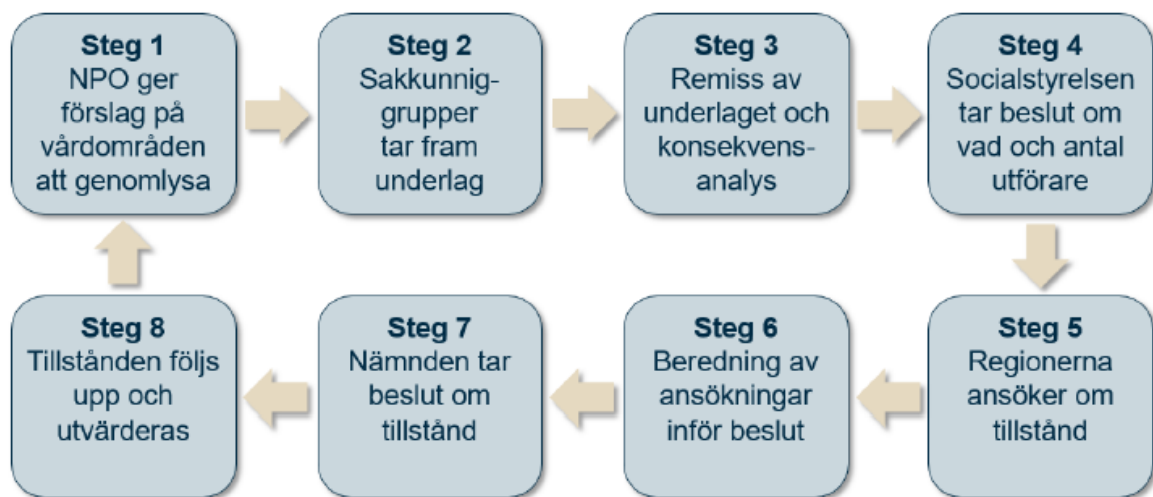 Steg 1
NPO ger
förslag på
vårdområden
att genomlysa
Steg 2
Sakkunnig-
grupper
tar fram
underlag
Steg 3
Remiss av
underlaget och
konsekvens-
analys
Steg 4
Socialstyrelsen
tar beslut om
vad och antal
utförare
Steg 5
Regionerna
ansöker om
tillstånd
Steg 6
Beredning av
ansökningar
inför beslut
Steg 7
Nämnden tar
beslut om
tillstånd
Steg 8
Tillstånden följs
upp och
utvärderas